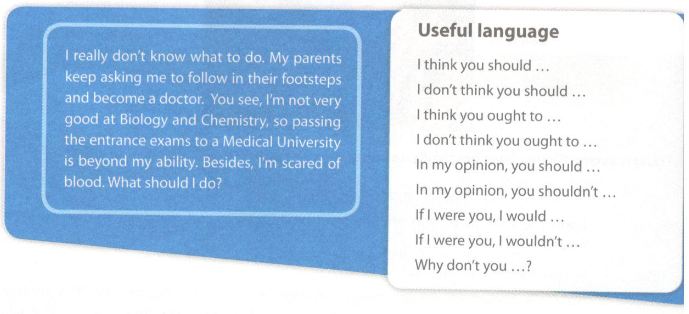 I really don't know what to do. My parents
keep asking me to follow in their footsteps
and become a doctor. You see, I'm not very
good at Biology and Chemistry, so passing
the entrance exams to a Medical University
is beyond my ability. Besides, I'm scared of
blood. What should I do?
Useful language
I think you should ...
I don't think you should ...
I think you ought to ...
I don't think you ought to ...
In my opinion, you should ...
In my opinion, you shouldn't ...
If I were you, I would ...
If I were you, I wouldn't ...
Why don't you ...?